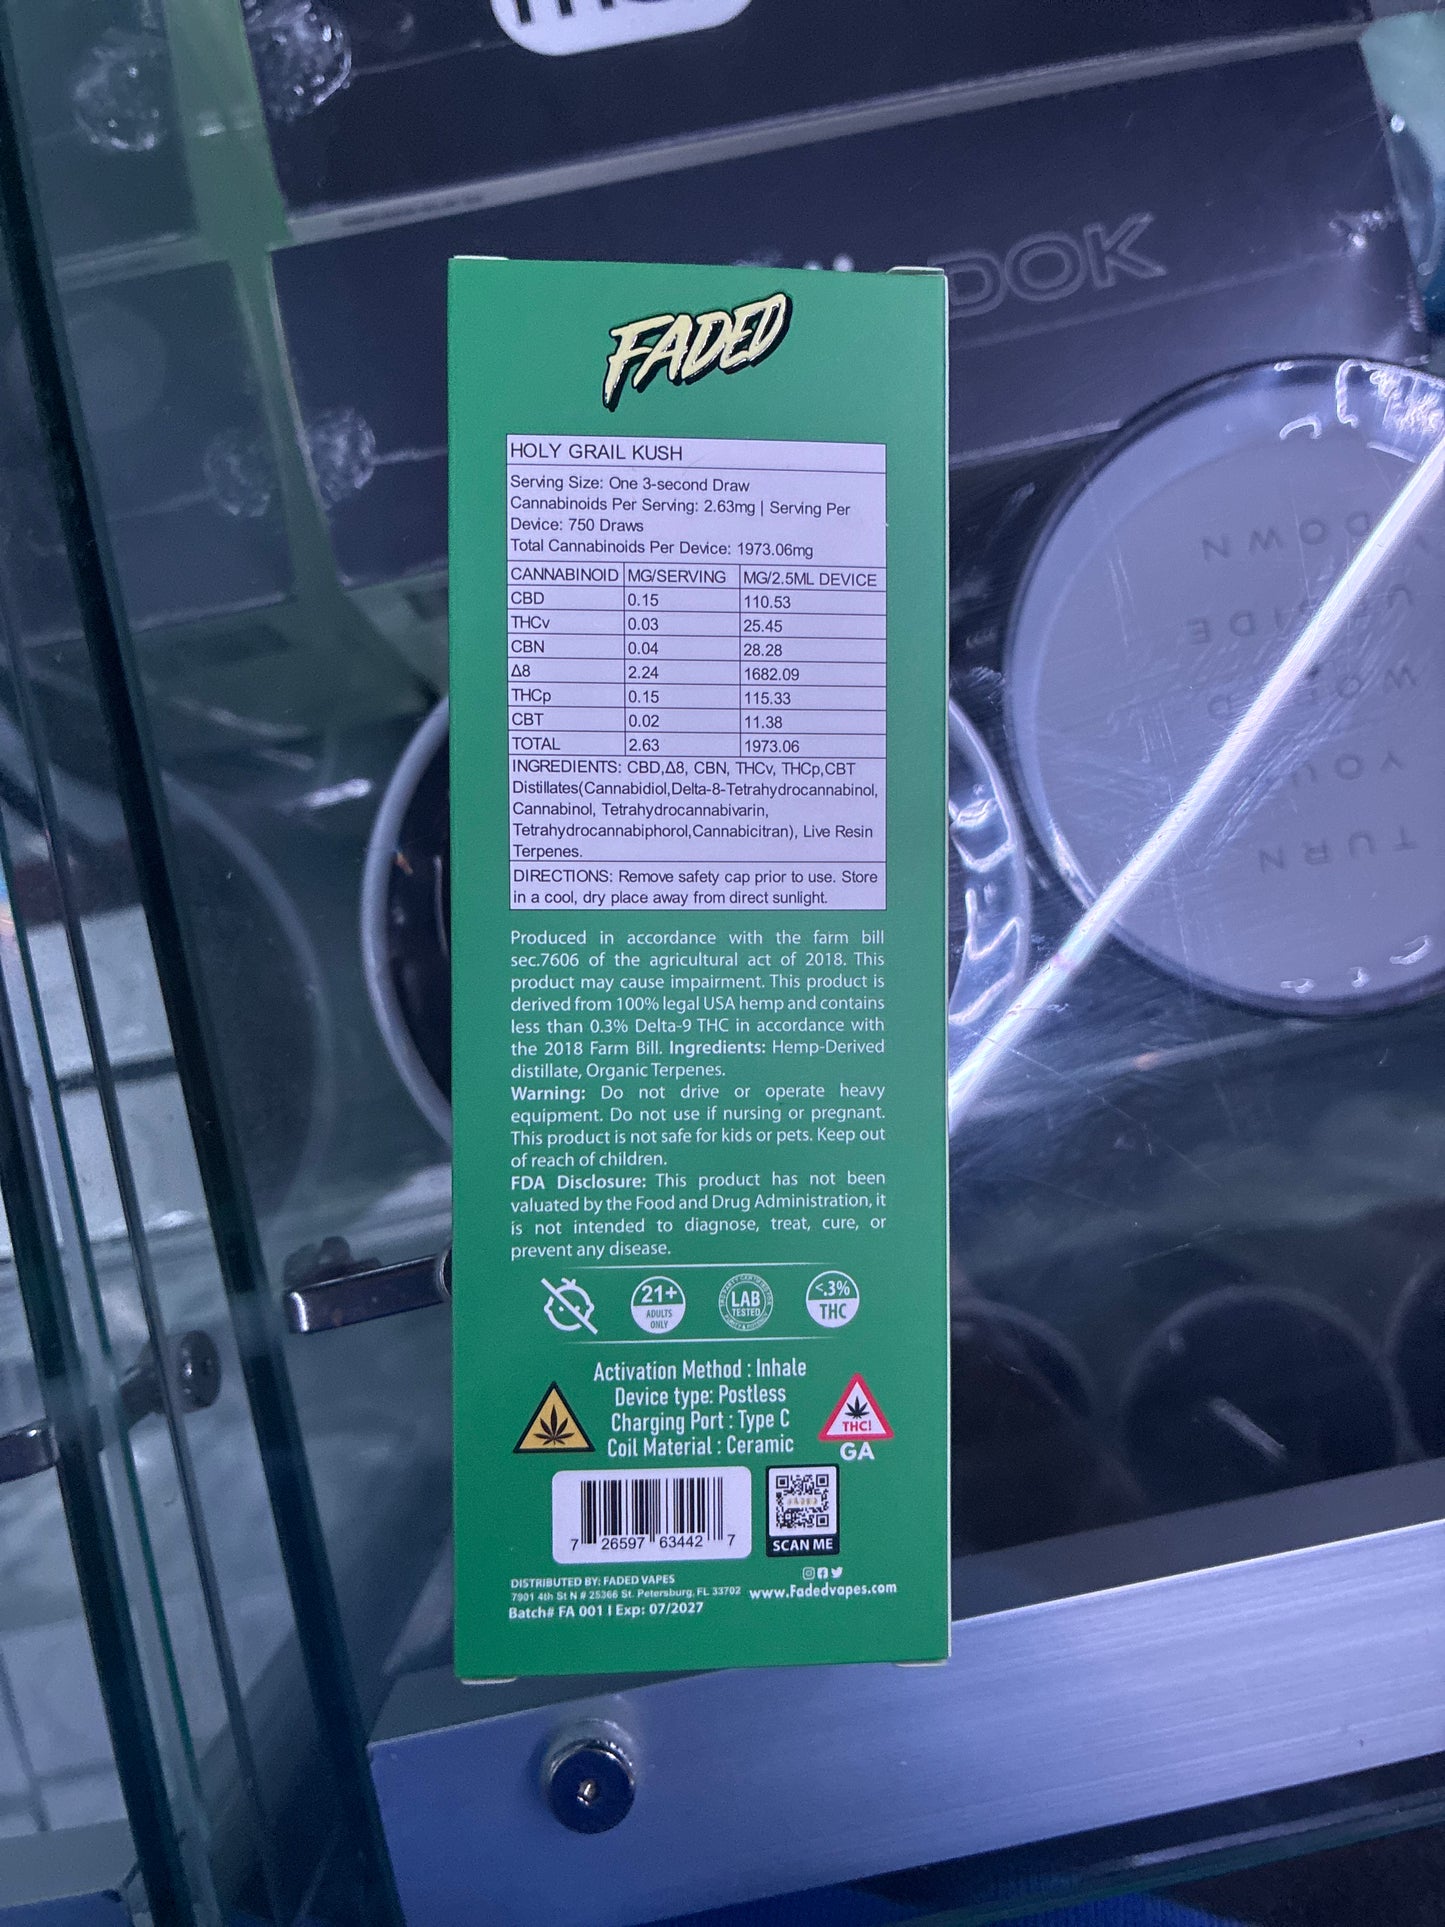 DOK
FADED
HOLY GRAIL KUSH
Serving Size: One 3-second Draw
Cannabinoids Per Serving: 2.63mg | Serving Per
Device: 750 Draws
Total Cannabinoids Per Device: 1973.06mg
CANNABINOID MG/SERVING MG/2.5ML DEVICE
CBD 0.15 110.53
THCv 0.03 25.45
CBN 0.04 28.28
Δ8 2.24 1682.09
THCp 0.15 115.33
CBT 0.02 11.38
TOTAL 2.63 1973.06
INGREDIENTS: CBD,Δ8, CBN, THCv, THCp,CBT
Distillates(Cannabidiol,Delta-8-Tetrahydrocannabinol,
Cannabinol, Tetrahydrocannabivarin,
Tetrahydrocannabiphorol,Cannabicitran), Live Resin
Terpenes.
DIRECTIONS: Remove safety cap prior to use. Store
in a cool, dry place away from direct sunlight.
Produced in accordance with the farm bill
sec.7606 of the agricultural act of 2018. This
product may cause impairment. This product is
derived from 100% legal USA hemp and contains
less than 0.3% Delta-9 THC in accordance with
the 2018 Farm Bill. Ingredients: Hemp-Derived
distillate, Organic Terpenes.
Warning: Do not drive or operate heavy
equipment. Do not use if nursing or pregnant.
This product is not safe for kids or pets. Keep out
of reach of children.
FDA Disclosure: This product has not been
valuated by the Food and Drug Administration, it
is not intended to diagnose, treat, cure, or
prevent any disease.
21+
ADULTS
ONLY
LAB
TESTED
<.3%
THC
Activation Method : Inhale
Device type: Postless
Charging Port : Type C
Coil Material : Ceramic
THC!
GA
7 26597 63442 7
SCAN ME
DISTRIBUTED BY: FADED VAPES
7901 4th St N # 25366 St. Petersburg, FL 33702
www.Fadedvapes.com
Batch# FA 001 I Exp: 07/2027
TURN
YOUR
WORLD
UPSIDE
DOWN